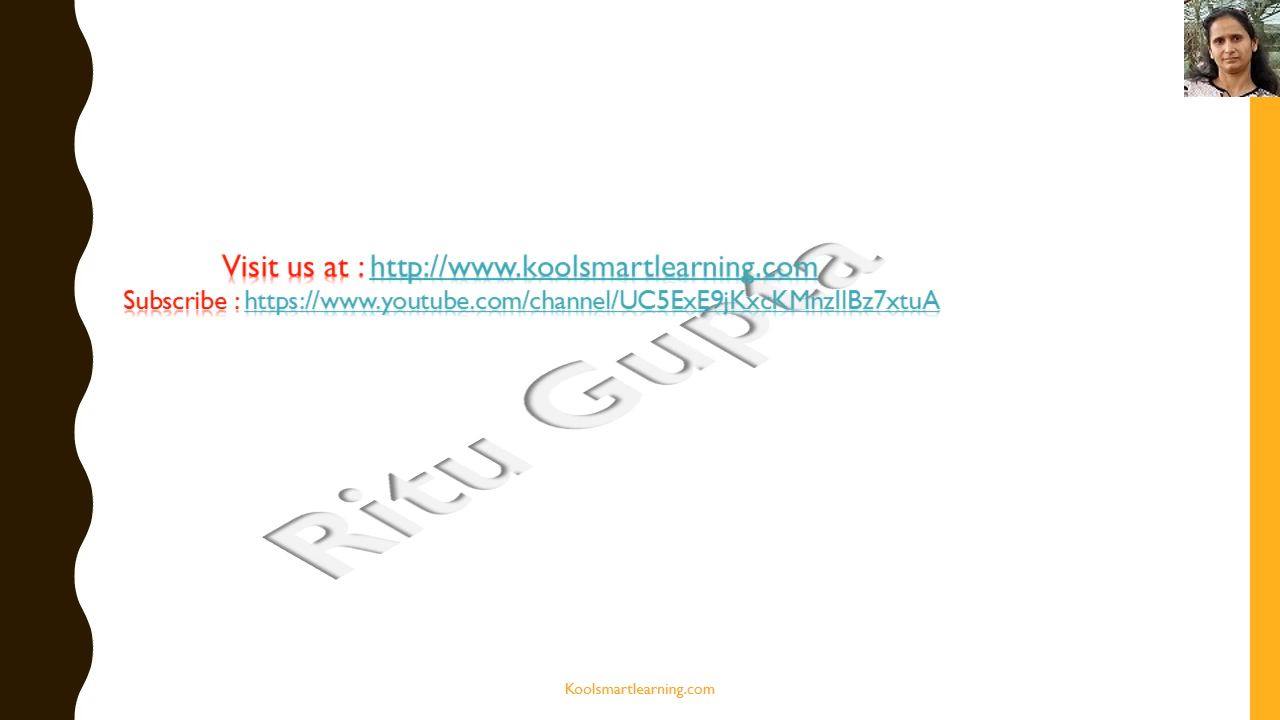 Visit us at : http://www.koolsmartlearning.com
Subscribe : https://www.youtube.com/channel/UC5ExE9jKxcKMnzIIBz7xtuA
Ritu Gupta
Koolsmartlearning.com